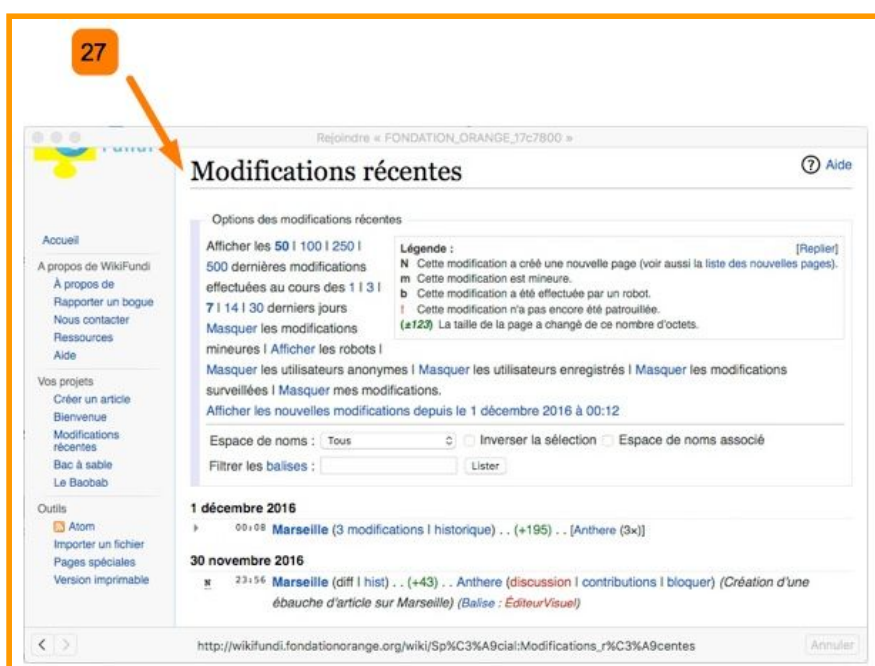 27
Rejoindre « FONDATION_ORANGE_17c7800 »
Modifications récentes
Aide
Accueil
A propos de WikiFundi
À propos de
Rapporter un bogue
Nous contacter
Ressources
Aide
Vos projets
Créer un article
Bienvenue
Modifications
récentes
Bac à sable
Le Baobab
Outils
Atom
Importer un fichier
Pages spéciales
Version imprimable
Options des modifications récentes
Afficher les 50 | 100 | 250 |
500 dernières modifications
effectuées au cours des 1 | 3 |
7 | 14 | 30 derniers jours
Masquer les modifications
mineures | Afficher les robots |
Masquer les utilisateurs anonymes | Masquer les utilisateurs enregistrés | Masquer les modifications
surveillées | Masquer mes modifications.
Afficher les nouvelles modifications depuis le 1 décembre 2016 à 00:12
Légende :
[Replier]
N Cette modification a créé une nouvelle page (voir aussi la liste des nouvelles pages).
m Cette modification est mineure.
b Cette modification a été effectuée par un robot.
! Cette modification n'a pas encore été patrouillée.
(±123) La taille de la page a changé de ce nombre d'octets.
Espace de noms : Tous Inverser la sélection Espace de noms associé
Filtrer les balises : Lister
1 décembre 2016
00:08 Marseille (3 modifications | historique) . . (+195) . . [Anthere (3×)]
30 novembre 2016
N 23:56 Marseille (diff | hist) . . (+43) . . Anthere (discussion | contributions | bloquer) (Création d'une
ébauche d'article sur Marseille) (Balise : ÉditeurVisuel)
http://wikifundi.fondationorange.org/wiki/Sp%C3%A9cial:Modifications_r%C3%A9centes
Annuler